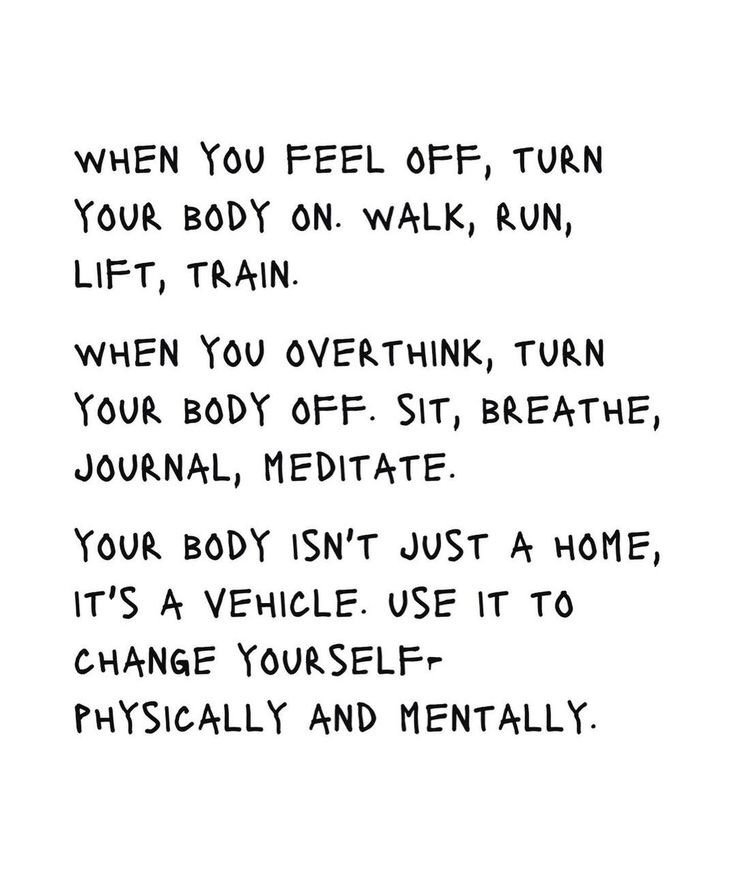 WHEN YOU FEEL OFF, TURN
YOUR BODY ON. WALK, RUN,
LIFT, TRAIN.
WHEN YOU OVERTHINK, TURN
YOUR BODY OFF. SIT, BREATHE,
JOURNAL, MEDITATE.
YOUR BODY ISN'T JUST A HOME,
IT'S A VEHICLE. USE IT TO
CHANGE YOURSELF-
PHYSICALLY AND MENTALLY.